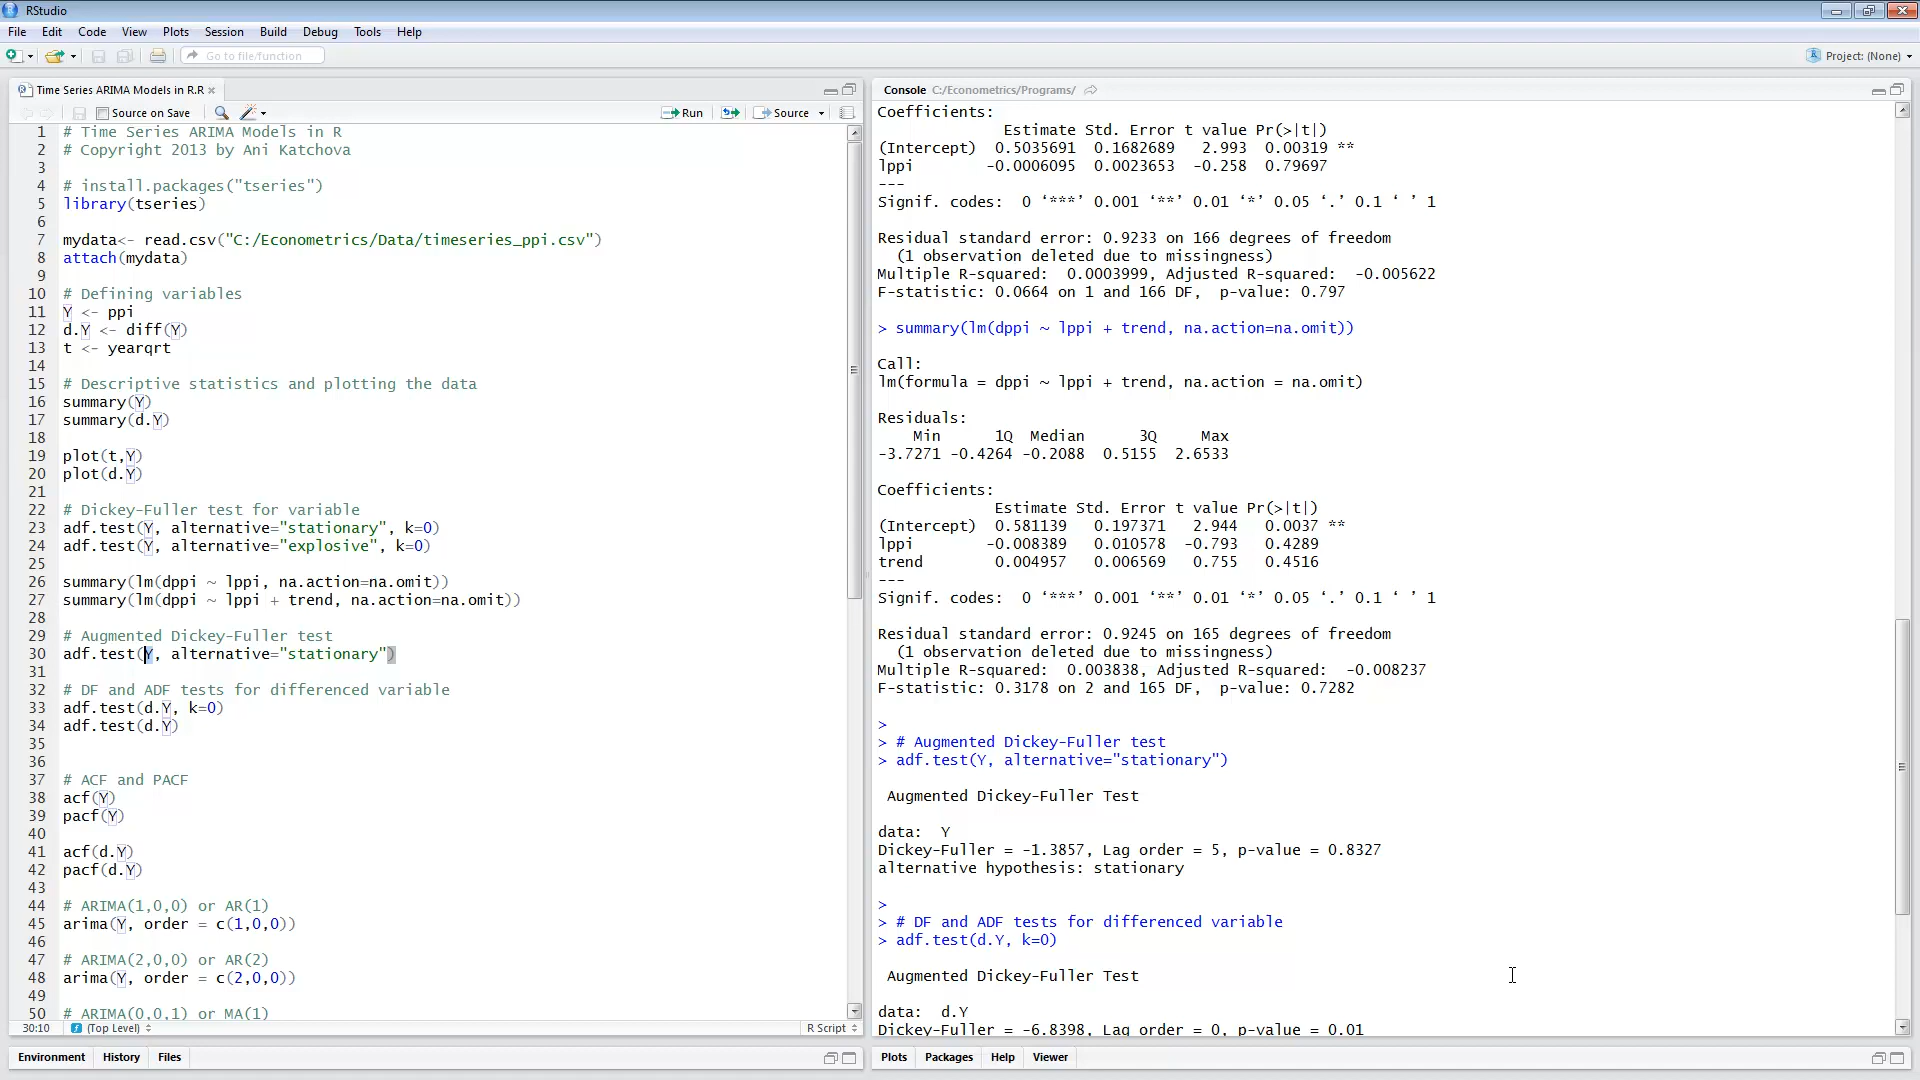 RStudio
File Edit Code View Plots Session Build Debug Tools Help
Go to file/function
Project: (None)
Time Series ARIMA Models in R.R
Source on Save
Run
Source
1 # Time Series ARIMA Models in R
2 # Copyright 2013 by Ani Katchova
3
4 # install.packages("tseries")
5 library(tseries)
6
7 mydata<- read.csv("C:/Econometrics/Data/timeseries_ppi.csv")
8 attach(mydata)
9
10 # Defining variables
11 Y <- ppi
12 d.Y <- diff(Y)
13 t <- yearqrt
14
15 # Descriptive statistics and plotting the data
16 summary(Y)
17 summary(d.Y)
18
19 plot(t,Y)
20 plot(d.Y)
21
22 # Dickey-Fuller test for variable
23 adf.test(Y, alternative="stationary", k=0)
24 adf.test(Y, alternative="explosive", k=0)
25
26 summary(lm(dppi ~ lppi, na.action=na.omit))
27 summary(lm(dppi ~ lppi + trend, na.action=na.omit))
28
29 # Augmented Dickey-Fuller test
30 adf.test(Y, alternative="stationary")
31
32 # DF and ADF tests for differenced variable
33 adf.test(d.Y, k=0)
34 adf.test(d.Y)
35
36
37 # ACF and PACF
38 acf(Y)
39 pacf(Y)
40
41 acf(d.Y)
42 pacf(d.Y)
43
44 # ARIMA(1,0,0) or AR(1)
45 arima(Y, order = c(1,0,0))
46
47 # ARIMA(2,0,0) or AR(2)
48 arima(Y, order = c(2,0,0))
49
50 # ARIMA(0,0,1) or MA(1)
30:10 (Top Level) R Script
Environment History Files
Console C:/Econometrics/Programs/
Coefficients:
Estimate Std. Error t value Pr(>|t|)
(Intercept) 0.5035691 0.1682689 2.993 0.00319 **
lppi -0.0006095 0.0023653 -0.258 0.79697
---
Signif. codes: 0 ‘***’ 0.001 ‘**’ 0.01 ‘*’ 0.05 ‘.’ 0.1 ‘ ’ 1
Residual standard error: 0.9233 on 166 degrees of freedom
(1 observation deleted due to missingness)
Multiple R-squared: 0.0003999, Adjusted R-squared: -0.005622
F-statistic: 0.0664 on 1 and 166 DF, p-value: 0.797
> summary(lm(dppi ~ lppi + trend, na.action=na.omit))
Call:
lm(formula = dppi ~ lppi + trend, na.action = na.omit)
Residuals:
Min 1Q Median 3Q Max
-3.7271 -0.4264 -0.2088 0.5155 2.6533
Coefficients:
Estimate Std. Error t value Pr(>|t|)
(Intercept) 0.581139 0.197371 2.944 0.0037 **
lppi -0.008389 0.010578 -0.793 0.4289
trend 0.004957 0.006569 0.755 0.4516
---
Signif. codes: 0 ‘***’ 0.001 ‘**’ 0.01 ‘*’ 0.05 ‘.’ 0.1 ‘ ’ 1
Residual standard error: 0.9245 on 165 degrees of freedom
(1 observation deleted due to missingness)
Multiple R-squared: 0.003838, Adjusted R-squared: -0.008237
F-statistic: 0.3178 on 2 and 165 DF, p-value: 0.7282
>
> # Augmented Dickey-Fuller test
> adf.test(Y, alternative="stationary")
Augmented Dickey-Fuller Test
data: Y
Dickey-Fuller = -1.3857, Lag order = 5, p-value = 0.8327
alternative hypothesis: stationary
>
> # DF and ADF tests for differenced variable
> adf.test(d.Y, k=0)
Augmented Dickey-Fuller Test
data: d.Y
Dickey-Fuller = -6.8398, Lag order = 0, p-value = 0.01
Plots Packages Help Viewer